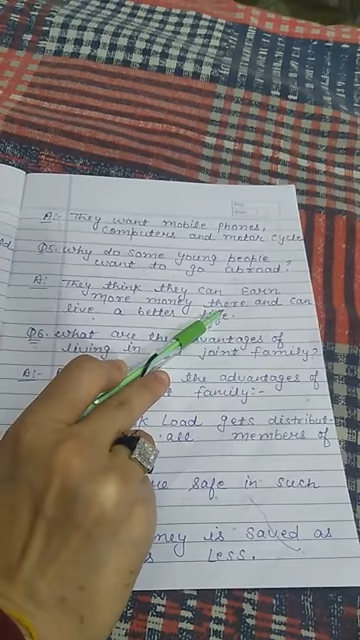 A:- They want mobile phones,
computers and motor cycle
Q5. Why do some young people
want to go abroad?
A:- They think they can Earn
more money there and can
live a better
Q6. What are the advantages of
living in joint family?
A:- the advantages of
family:-
Load gets distribut-
all members of
safe in such
is saved as
less.